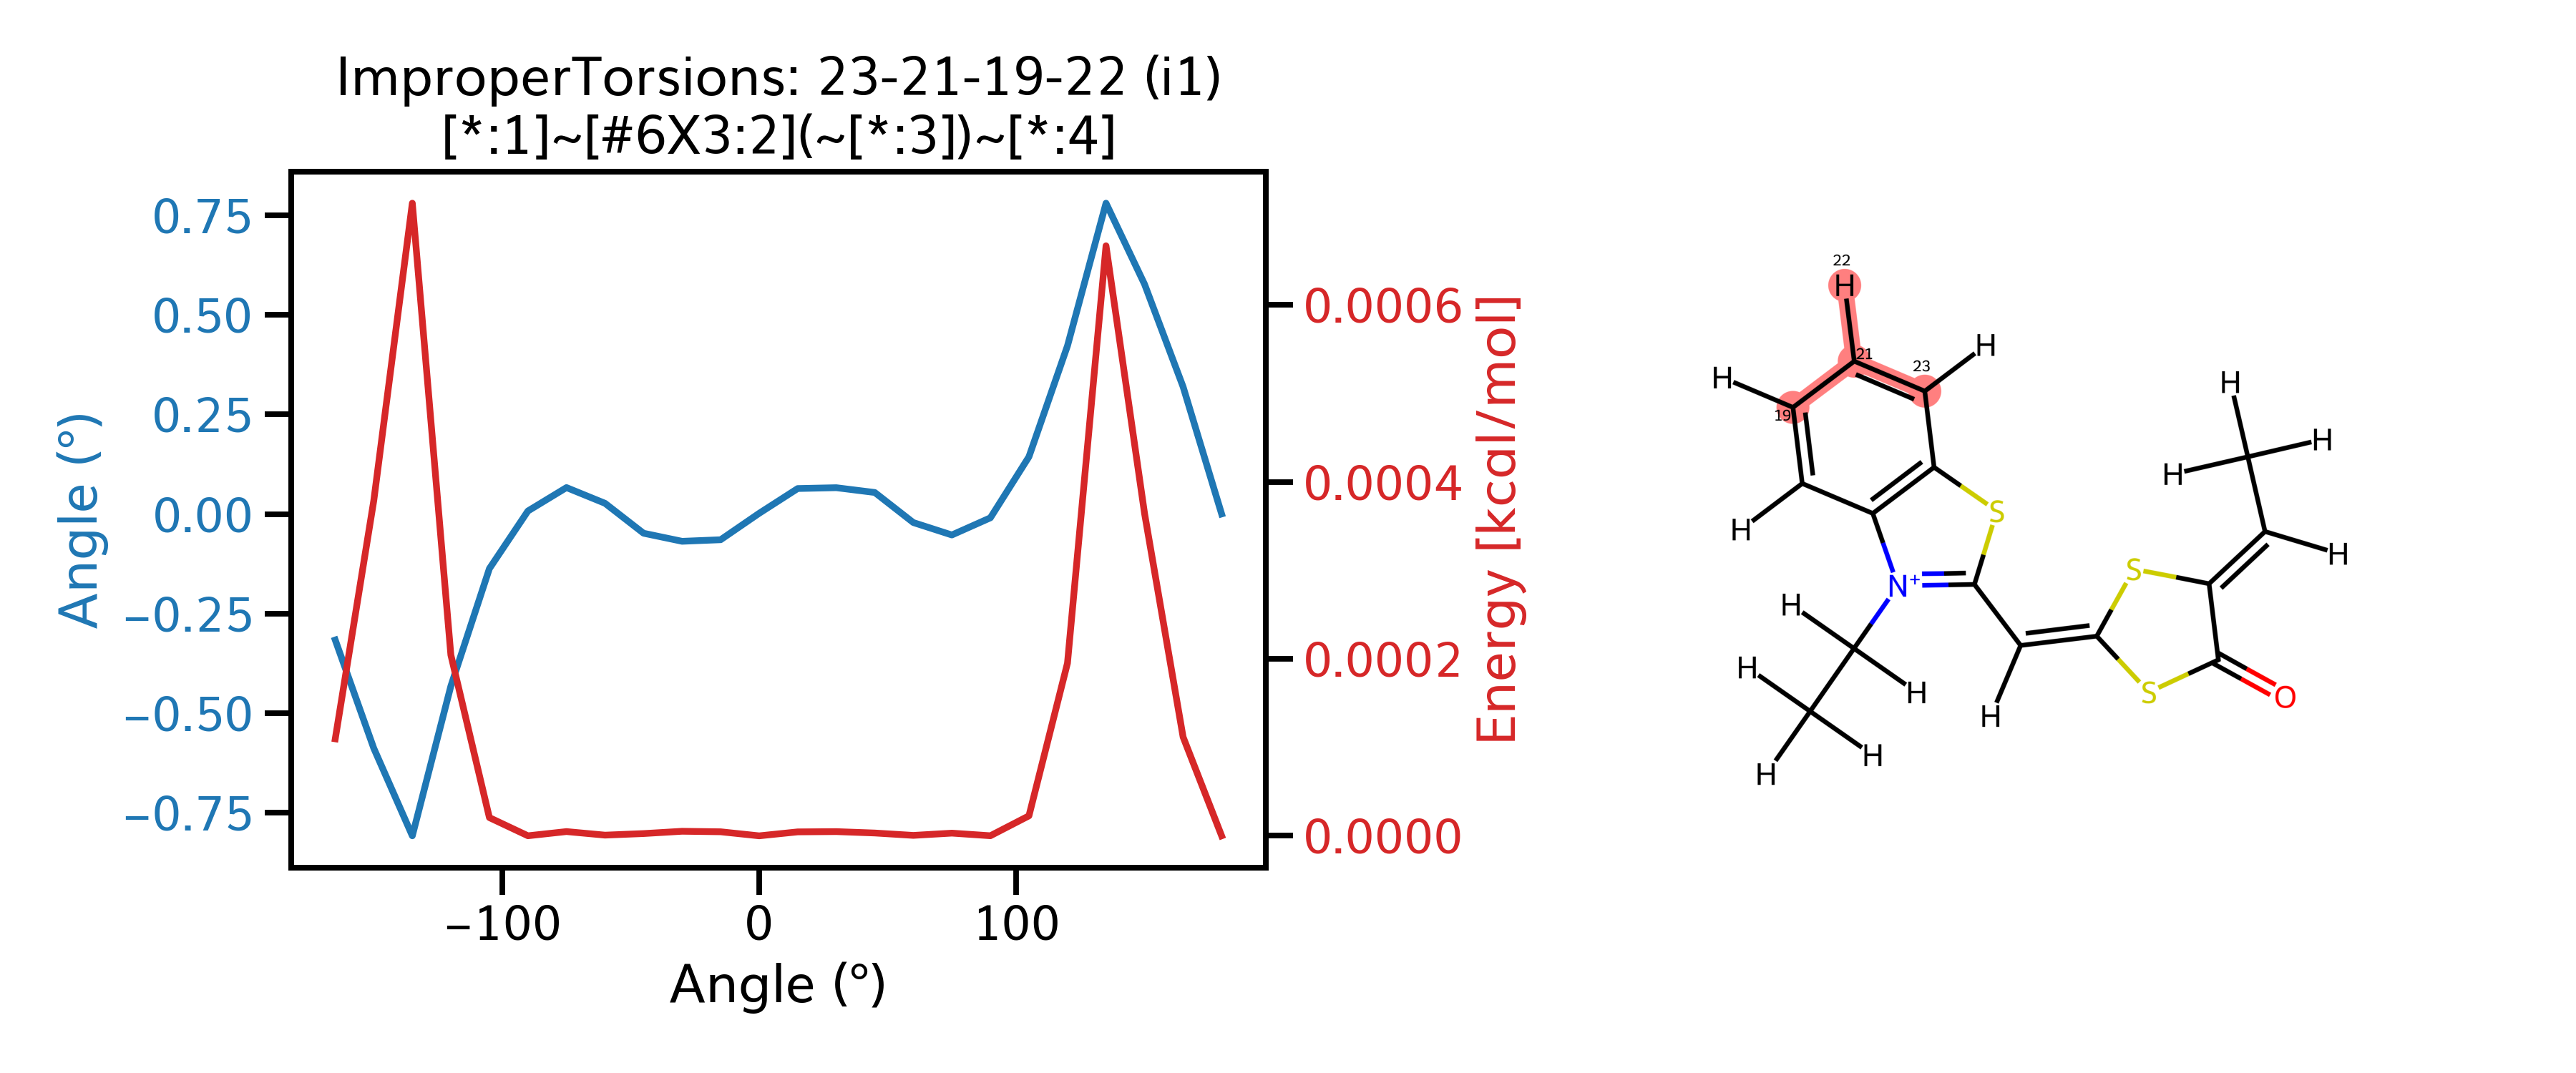 ImproperTorsions: 23-21-19-22 (i1)
[*:1]~[#6X3:2](~[*:3])~[*:4]
Angle (°)
0.75
0.50
0.25
0.00
−0.25
−0.50
−0.75
−100
0
100
Angle (°)
0.0006
0.0004
0.0002
0.0000
Energy [kcal/mol]
22
H
21
23
H
H
19
H
S
N+
H
H
H
H
H
H
S
S
O
H
H
H
H